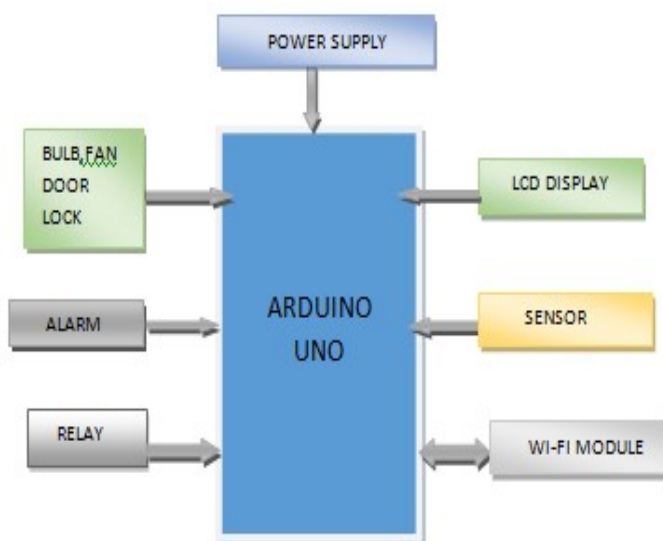 POWER SUPPLY
BULB,FAN
DOOR
LOCK
LCD DISPLAY
ARDUINO
UNO
ALARM
SENSOR
RELAY
WI-FI MODULE